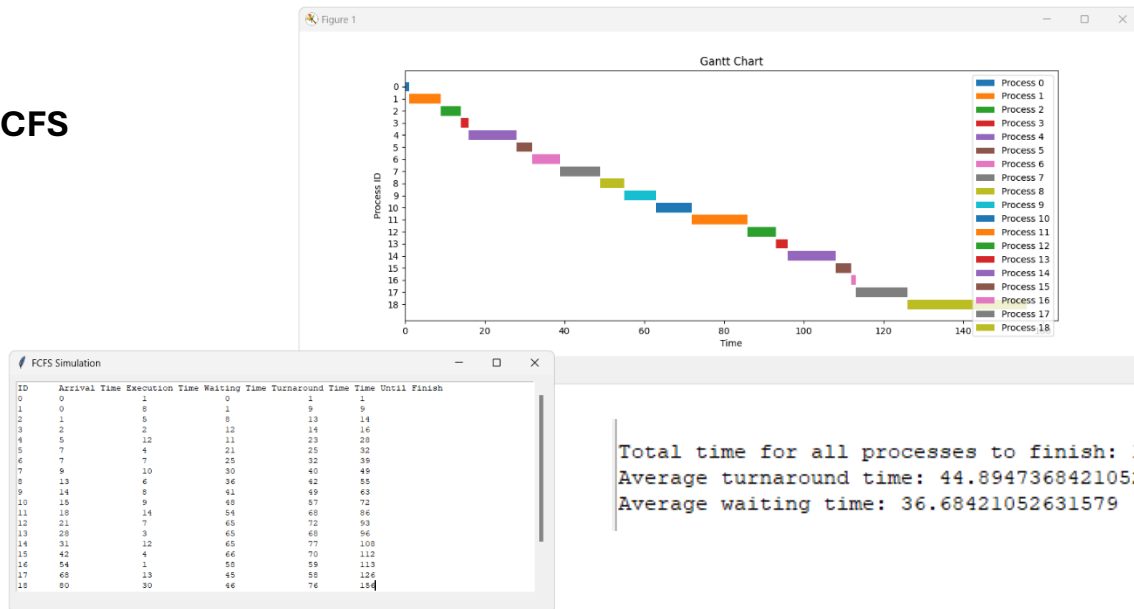 CFS
Figure 1
Gantt Chart
Process ID
0
1
2
3
4
5
6
7
8
9
10
11
12
13
14
15
16
17
18
0 20 40 60 80 100 120 140
Time
Process 0
Process 1
Process 2
Process 3
Process 4
Process 5
Process 6
Process 7
Process 8
Process 9
Process 10
Process 11
Process 12
Process 13
Process 14
Process 15
Process 16
Process 17
Process 18
FCFS Simulation
ID Arrival Time Execution Time Waiting Time Turnaround Time Time Until Finish
0 0 1 0 1 1
1 0 8 1 9 9
2 1 5 8 13 14
3 2 2 12 14 16
4 5 12 11 23 28
5 7 4 21 25 32
6 7 7 25 32 39
7 9 10 30 40 49
8 13 6 36 42 55
9 14 8 41 49 63
10 15 9 48 57 72
11 18 14 54 68 86
12 21 7 65 72 93
13 28 3 65 68 96
14 31 12 65 77 108
15 42 4 66 70 112
16 54 1 58 59 113
17 68 13 45 58 126
18 80 30 46 76 156
Total time for all processes to finish:
Average turnaround time: 44.894736842105
Average waiting time: 36.68421052631579